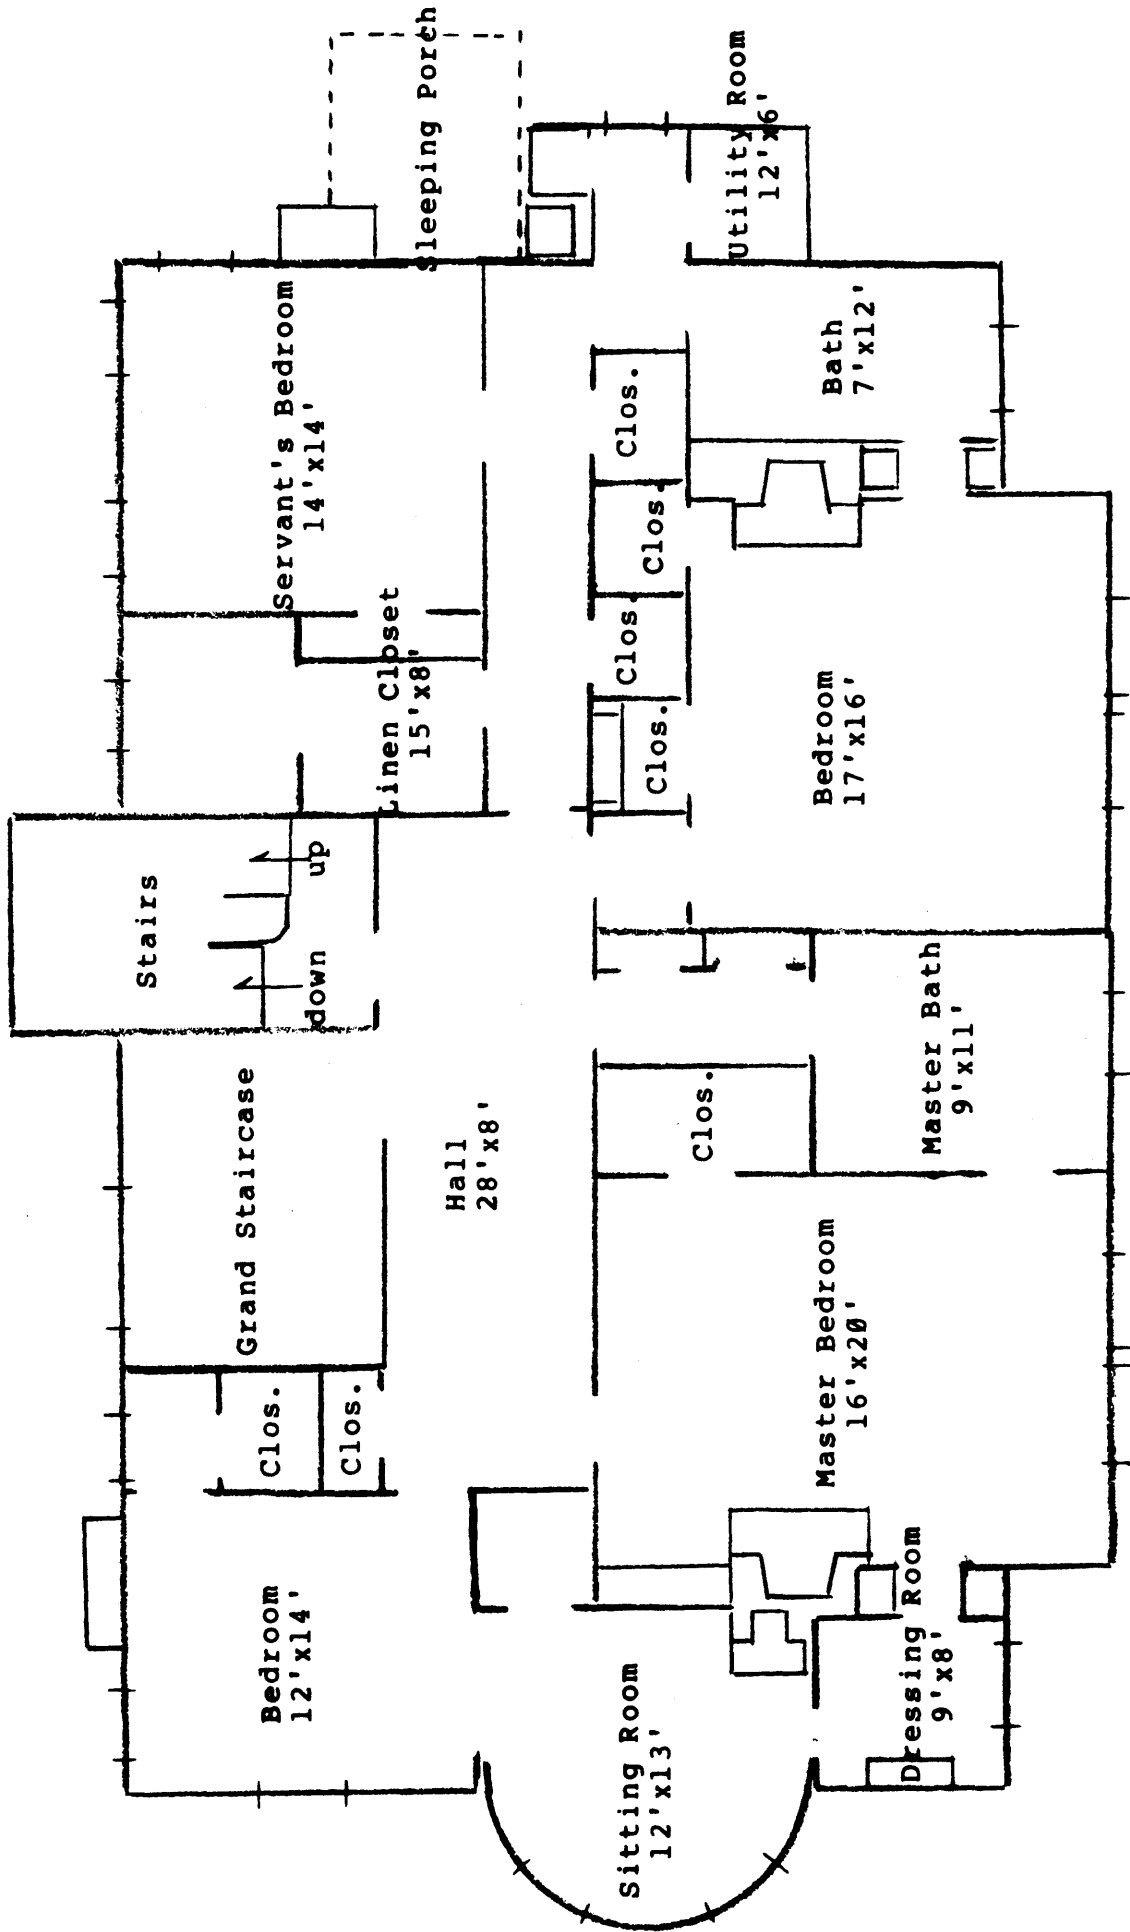 Stairs
down
up
Grand Staircase
Servant's Bedroom
14'x14'
Sleeping Porch
Bedroom
12'x14'
Clos.
Clos.
Linen Closet
15'x8'
Hall
28'x8'
Sitting Room
12'x13'
Clos.
Clos.
Clos.
Clos.
Clos.
Utility Room
12'x6'
Master Bedroom
16'x20'
Bedroom
17'x16'
Bath
7'x12'
Dressing Room
9'x8'
Master Bath
9'x11'